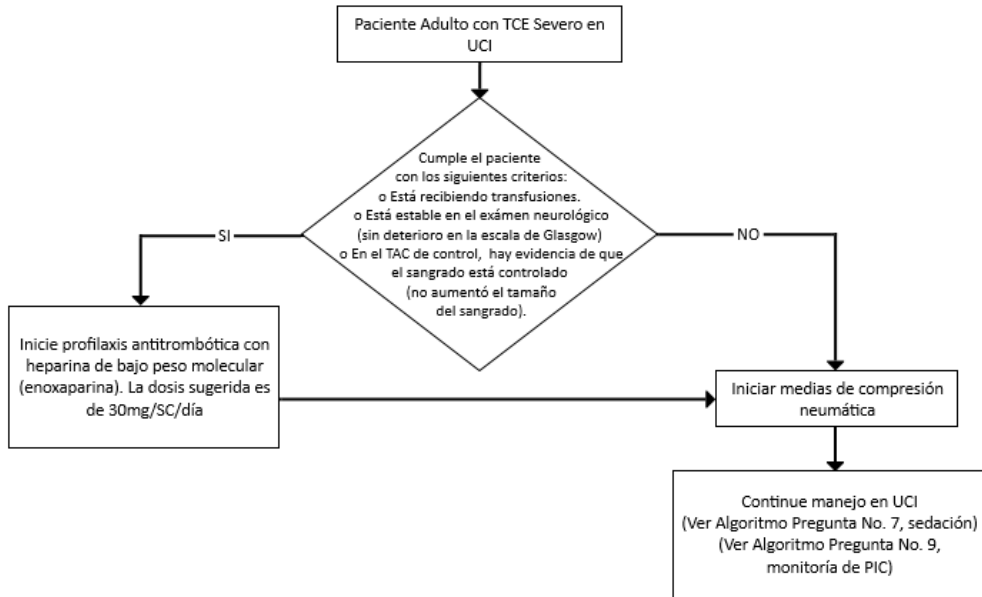 Paciente Adulto con TCE Severo en
UCI
Cumple el paciente
con los siguientes criterios:
o Está recibiendo transfusiones.
o Está estable en el exámen neurológico
(sin deterioro en la escala de Glasgow)
o En el TAC de control, hay evidencia de que
el sangrado está controlado
(no aumentó el tamaño
del sangrado).
SI
NO
Inicie profilaxis antitrombótica con
heparina de bajo peso molecular
(enoxaparina). La dosis sugerida es
de 30mg/SC/día
Iniciar medias de compresión
neumática
Continue manejo en UCI
(Ver Algoritmo Pregunta No. 7, sedación)
(Ver Algoritmo Pregunta No. 9,
monitoría de PIC)